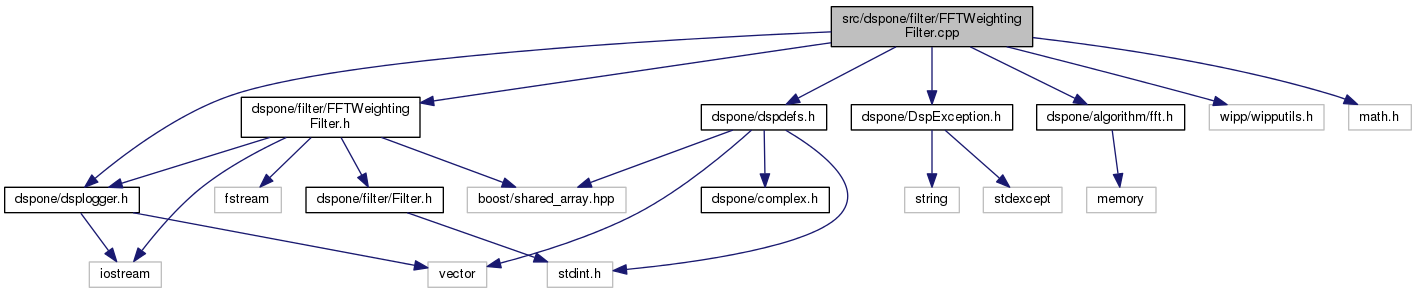 src/dspone/filter/FFTWeighting
Filter.cpp
dspone/filter/FFTWeighting
Filter.h
dspone/dspdefs.h
dspone/DspException.h
dspone/algorithm/fft.h
wipp/wipputils.h
math.h
dspone/dsplogger.h
fstream
dspone/filter/Filter.h
boost/shared_array.hpp
dspone/complex.h
string
stdexcept
memory
iostream
vector
stdint.h